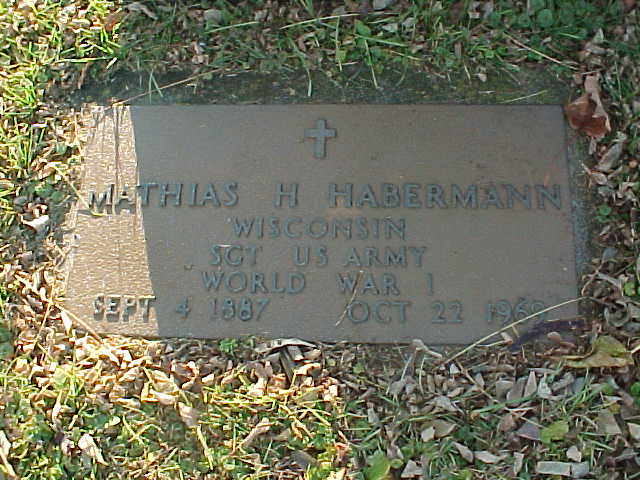 MATHIAS H HABERMANN
WISCONSIN
SGT US ARMY
WORLD WAR I
SEPT 4 1887 OCT 22